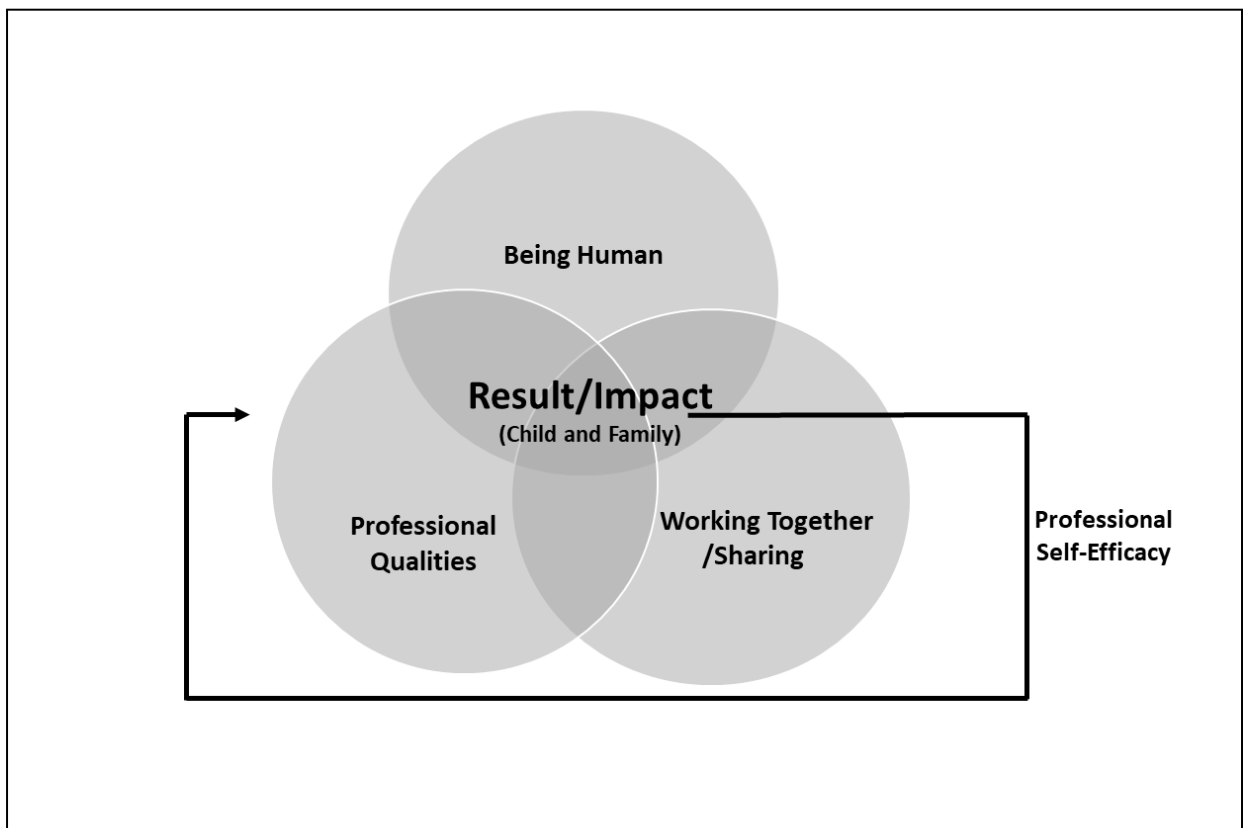 Being Human
Result/Impact
(Child and Family)
Professional
Qualities
Working Together
/Sharing
Professional
Self-Efficacy